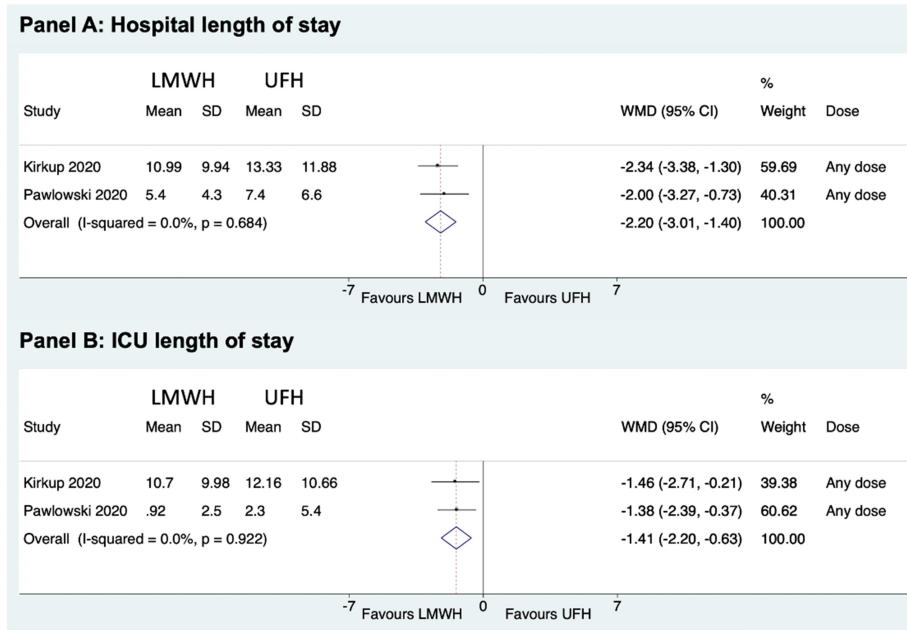 Panel A: Hospital length of stay
LMWH UFH %
Study Mean SD Mean SD WMD (95% CI) Weight Dose
Kirkup 2020 10.99 9.94 13.33 11.88 -2.34 (-3.38, -1.30) 59.69 Any dose
Pawlowski 2020 5.4 4.3 7.4 6.6 -2.00 (-3.27, -0.73) 40.31 Any dose
Overall (I-squared = 0.0%, p = 0.684) -2.20 (-3.01, -1.40) 100.00
-7 0 7
Favours LMWH Favours UFH
Panel B: ICU length of stay
LMWH UFH %
Study Mean SD Mean SD WMD (95% CI) Weight Dose
Kirkup 2020 10.7 9.98 12.16 10.66 -1.46 (-2.71, -0.21) 39.38 Any dose
Pawlowski 2020 .92 2.5 2.3 5.4 -1.38 (-2.39, -0.37) 60.62 Any dose
Overall (I-squared = 0.0%, p = 0.922) -1.41 (-2.20, -0.63) 100.00
-7 0 7
Favours LMWH Favours UFH